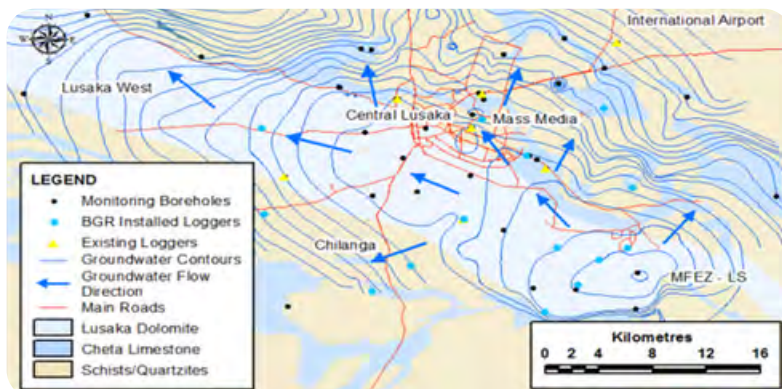 International Airport
N
W
E
S
Lusaka West
Central Lusaka
Mass Media
LEGEND
Monitoring Boreholes
BGR Installed Loggers
Existing Loggers
Groundwater Contours
Groundwater Flow
Direction
Main Roads
Lusaka Dolomite
Cheta Limestone
Schists/Quartzites
Chilanga
MFEZ - LS
Kilometres
0 2 4 8 12 16